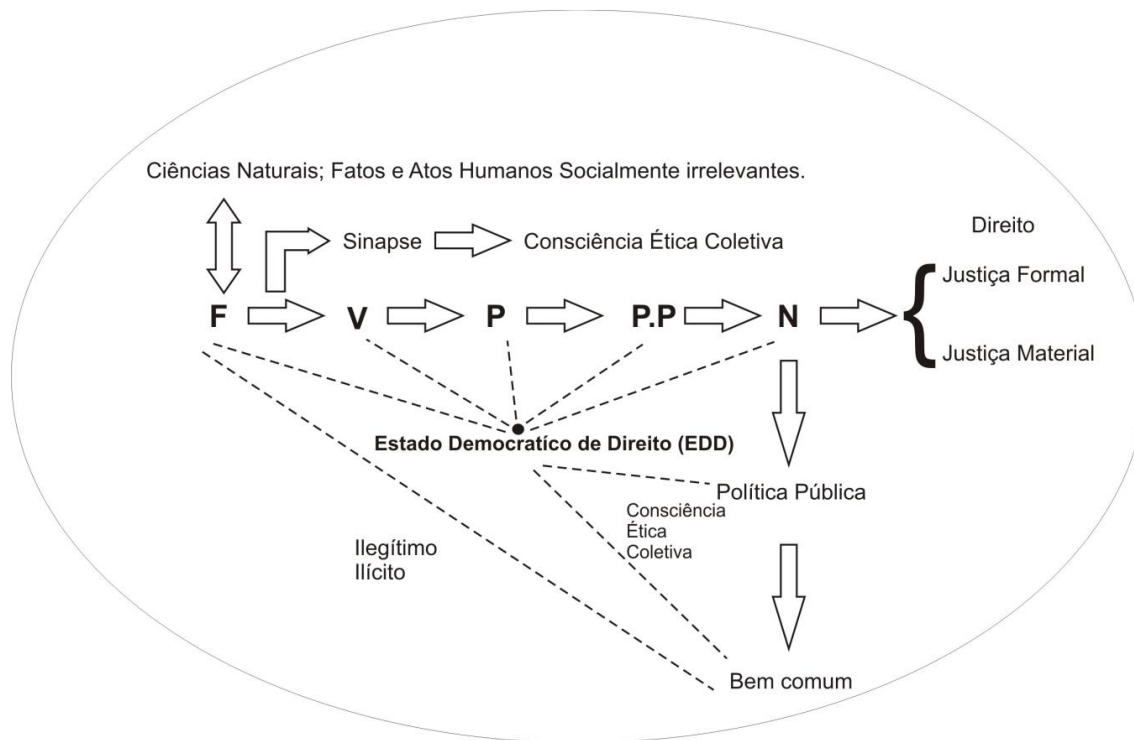 Ciências Naturais; Fatos e Atos Humanos Socialmente irrelevantes.
Direito
Sinapse
Consciência Ética Coletiva
Justiça Formal
F
V
P
P.P
N
{
Justiça Material
Estado Democratíco de Direito (EDD)
Política Pública
Consciência
Ética
Coletiva
Ilegítimo
Ilícito
Bem comum